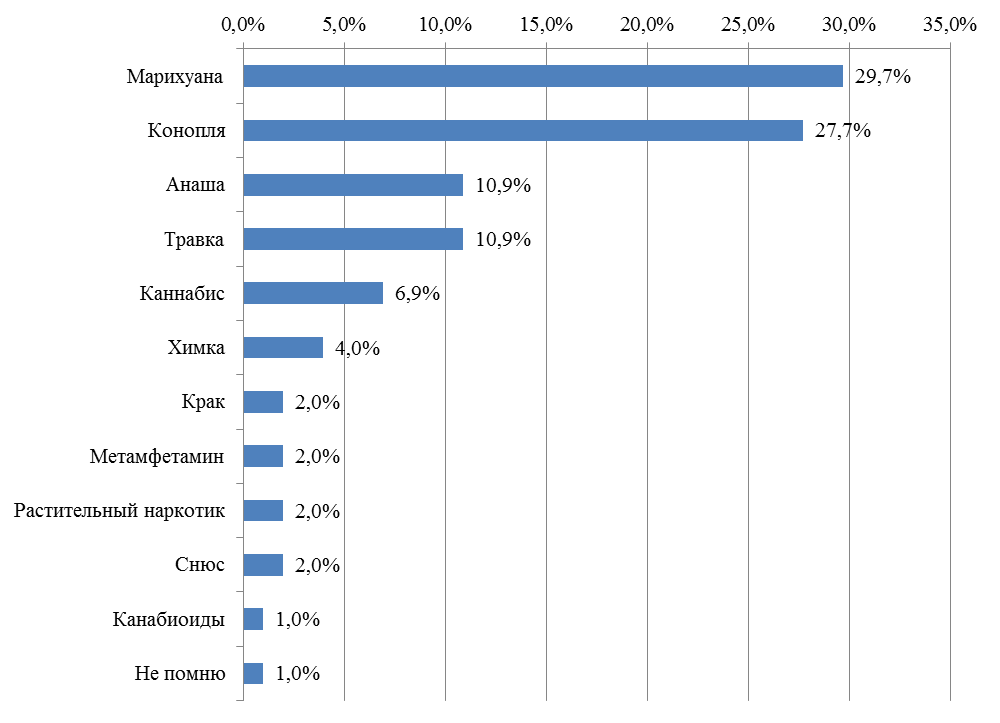 0,0% 5,0% 10,0% 15,0% 20,0% 25,0% 30,0% 35,0%
Марихуана 29,7%
Конопля 27,7%
Анаша 10,9%
Травка 10,9%
Каннабис 6,9%
Химка 4,0%
Крак 2,0%
Метамфетамин 2,0%
Растительный наркотик 2,0%
Снюс 2,0%
Канабиоиды 1,0%
Не помню 1,0%